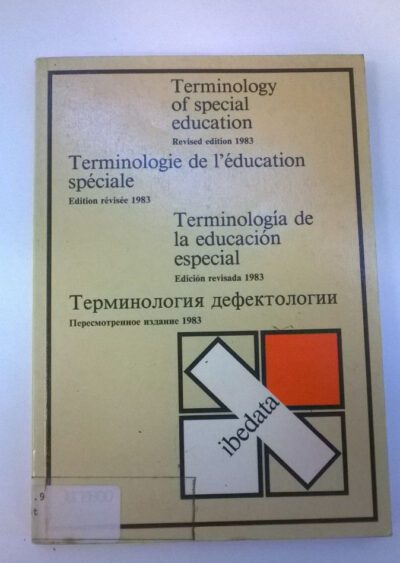 Terminology
of special
education
Revised edition 1983
Terminologie de l'éducation
spéciale
Edition révisée 1983
Terminología de
la educación
especial
Edición revisada 1983
Терминология дефектологии
Пересмотренное издание 1983
ibedata
.9
t